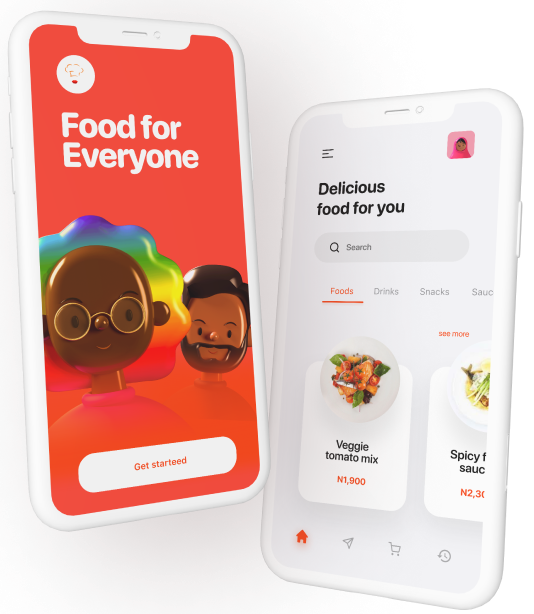 Food for
Everyone
Get starteed
Delicious
food for you
Search
Foods Drinks Snacks Sauc
see more
Veggie
tomato mix
N1,900
Spicy f
sauc
N2,30